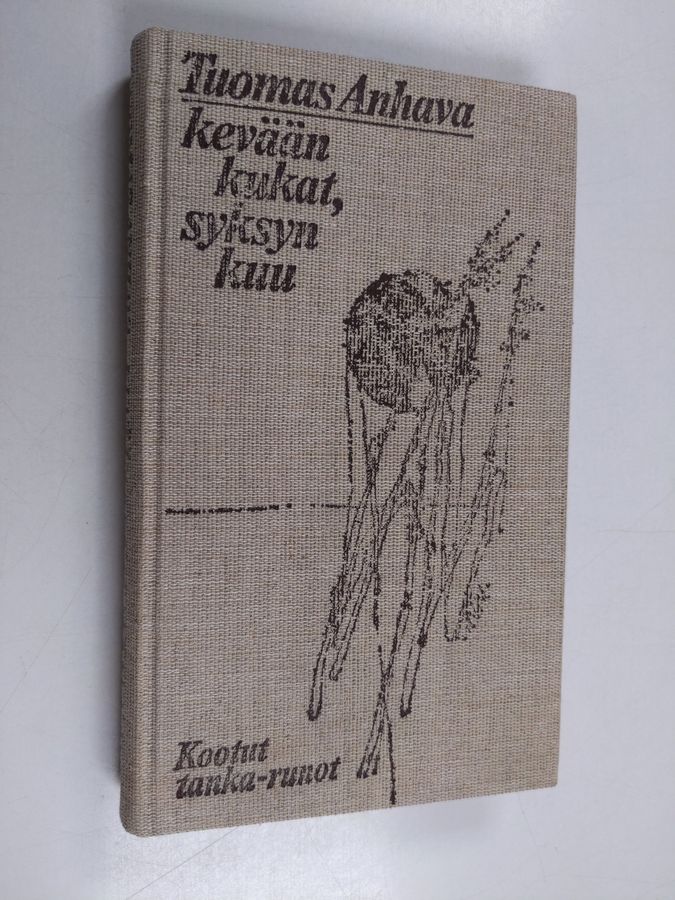 Tuomas Anhava
kevään
kukat,
syksyn
kuu
Kootut
tanka-runot